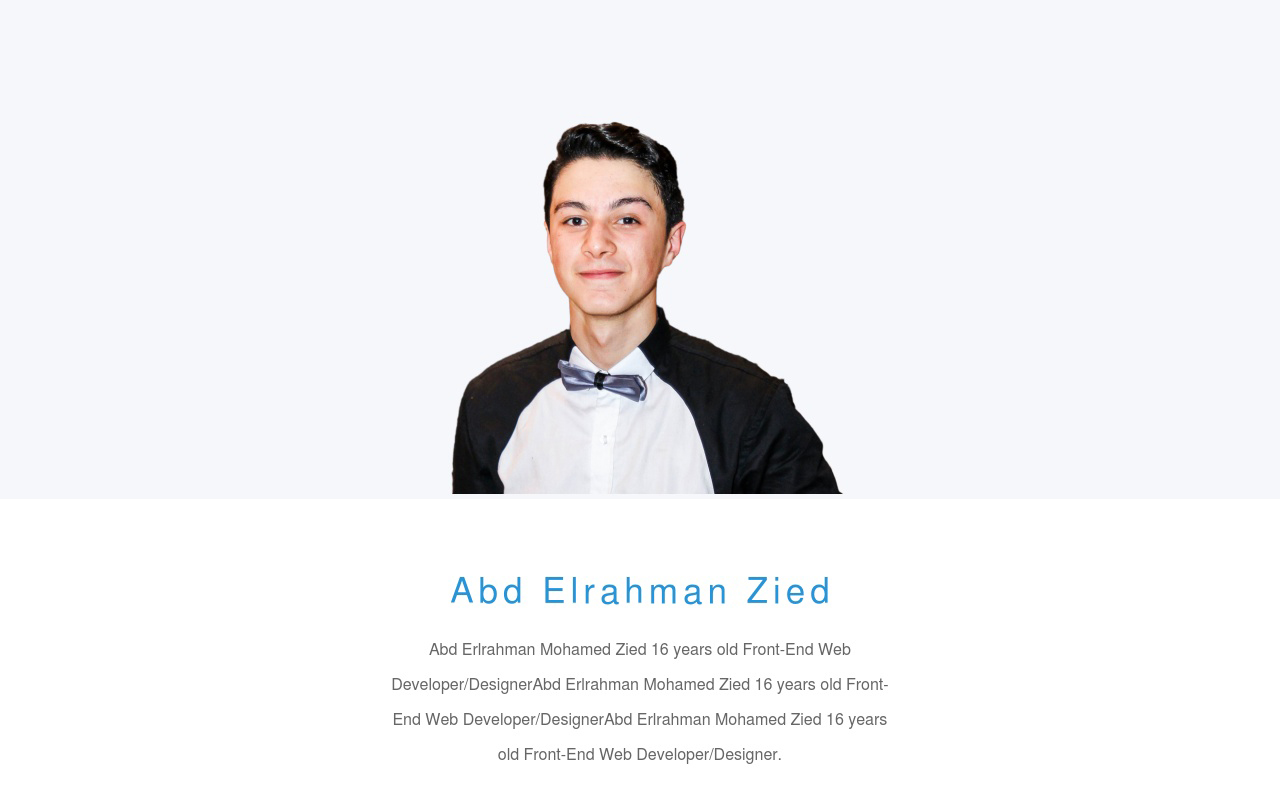 Abd Elrahman Zied
Abd Erlrahman Mohamed Zied 16 years old Front-End Web
Developer/DesignerAbd Erlrahman Mohamed Zied 16 years old Front-
End Web Developer/DesignerAbd Erlrahman Mohamed Zied 16 years
old Front-End Web Developer/Designer.